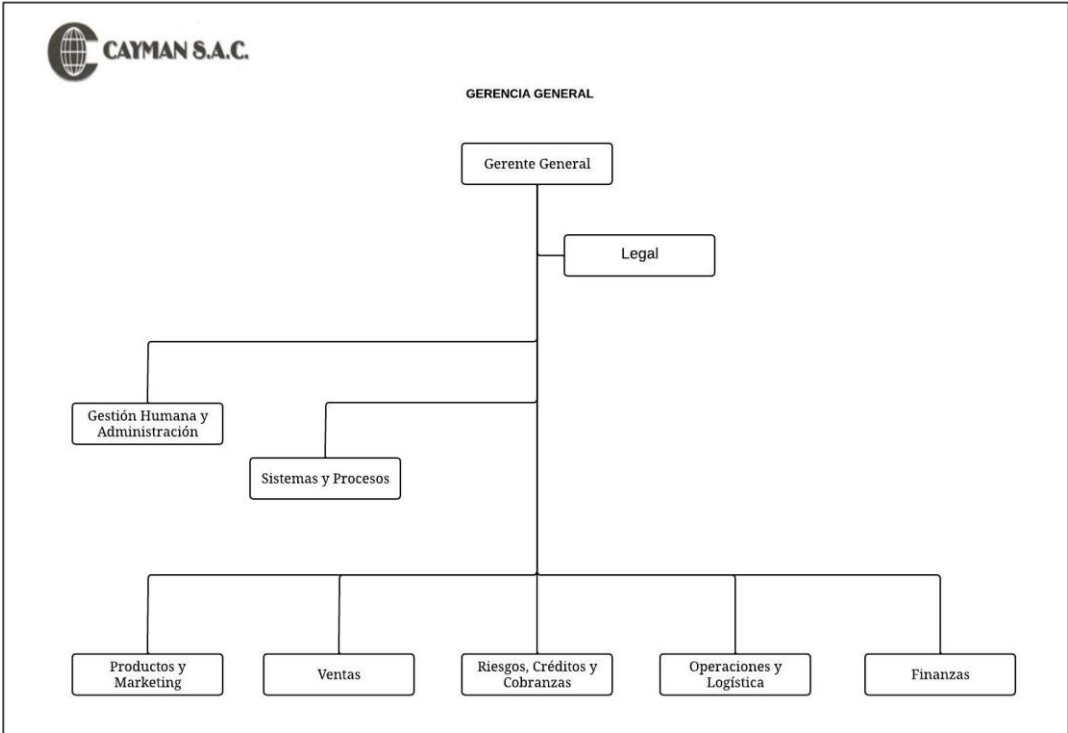 CAYMAN S.A.C.
GERENCIA GENERAL
Gerente General
Legal
Gestión Humana y
Administración
Sistemas y Procesos
Productos y
Marketing
Ventas
Riesgos, Créditos y
Cobranzas
Operaciones y
Logística
Finanzas